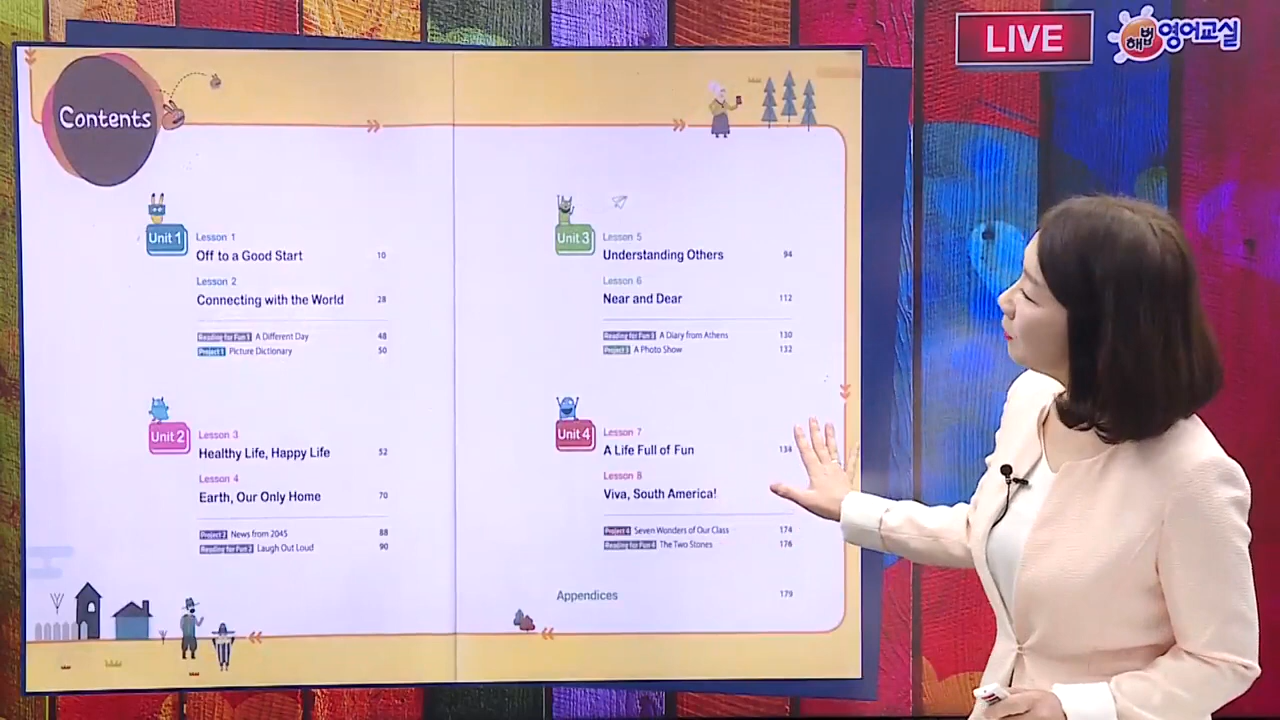 LIVE
해법영어교실
Contents
Unit 1
Lesson 1
Off to a Good Start 10
Lesson 2
Connecting with the World 28
Reading for Fun 1 A Different Day 48
Project 1 Picture Dictionary 50
Unit 2
Lesson 3
Healthy Life, Happy Life 52
Lesson 4
Earth, Our Only Home 70
Project 2 News from 2045 88
Reading for Fun 2 Laugh Out Loud 90
Unit 3
Lesson 5
Understanding Others 94
Lesson 6
Near and Dear 112
Reading for Fun 3 A Diary from Athens 130
Project 3 A Photo Show 132
Unit 4
Lesson 7
A Life Full of Fun 134
Lesson 8
Viva, South America!
Project 4 Seven Wonders of Our Class 174
Reading for Fun 4 The Two Stones 176
Appendices 179